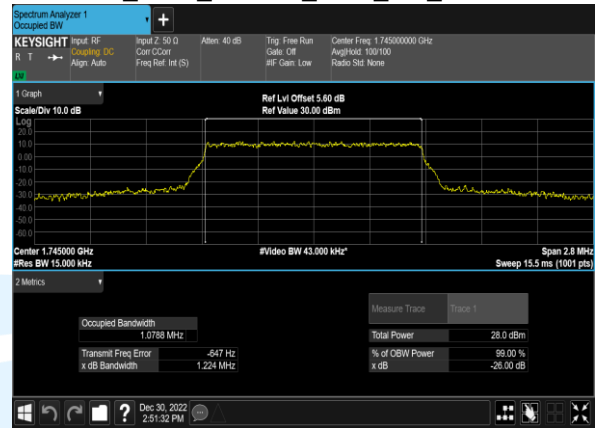 Spectrum Analyzer 1
Occupied BW
+
KEYSIGHT Input: RF Input Z: 50 Ω Atten: 40 dB Trig: Free Run Center Freq: 1.745000000 GHz
R T Coupling: DC Corr CCorr Gate: Off Avg|Hold: 100/100
Align: Auto Freq Ref: Int (S) #IF Gain: Low Radio Std: None
1 Graph
Ref Lvl Offset 5.60 dB
Scale/Div 10.0 dB Ref Value 30.00 dBm
Log
20.0
10.0
0.00
-10.0
-20.0
-30.0
-40.0
-50.0
-60.0
Center 1.745000 GHz #Video BW 43.000 kHz* Span 2.8 MHz
#Res BW 15.000 kHz Sweep 15.5 ms (1001 pts)
2 Metrics
Measure Trace Trace 1
Occupied Bandwidth
1.0788 MHz Total Power 28.0 dBm
Transmit Freq Error -647 Hz % of OBW Power 99.00 %
x dB Bandwidth 1.224 MHz x dB -26.00 dB
? Dec 30, 2022
2:51:32 PM